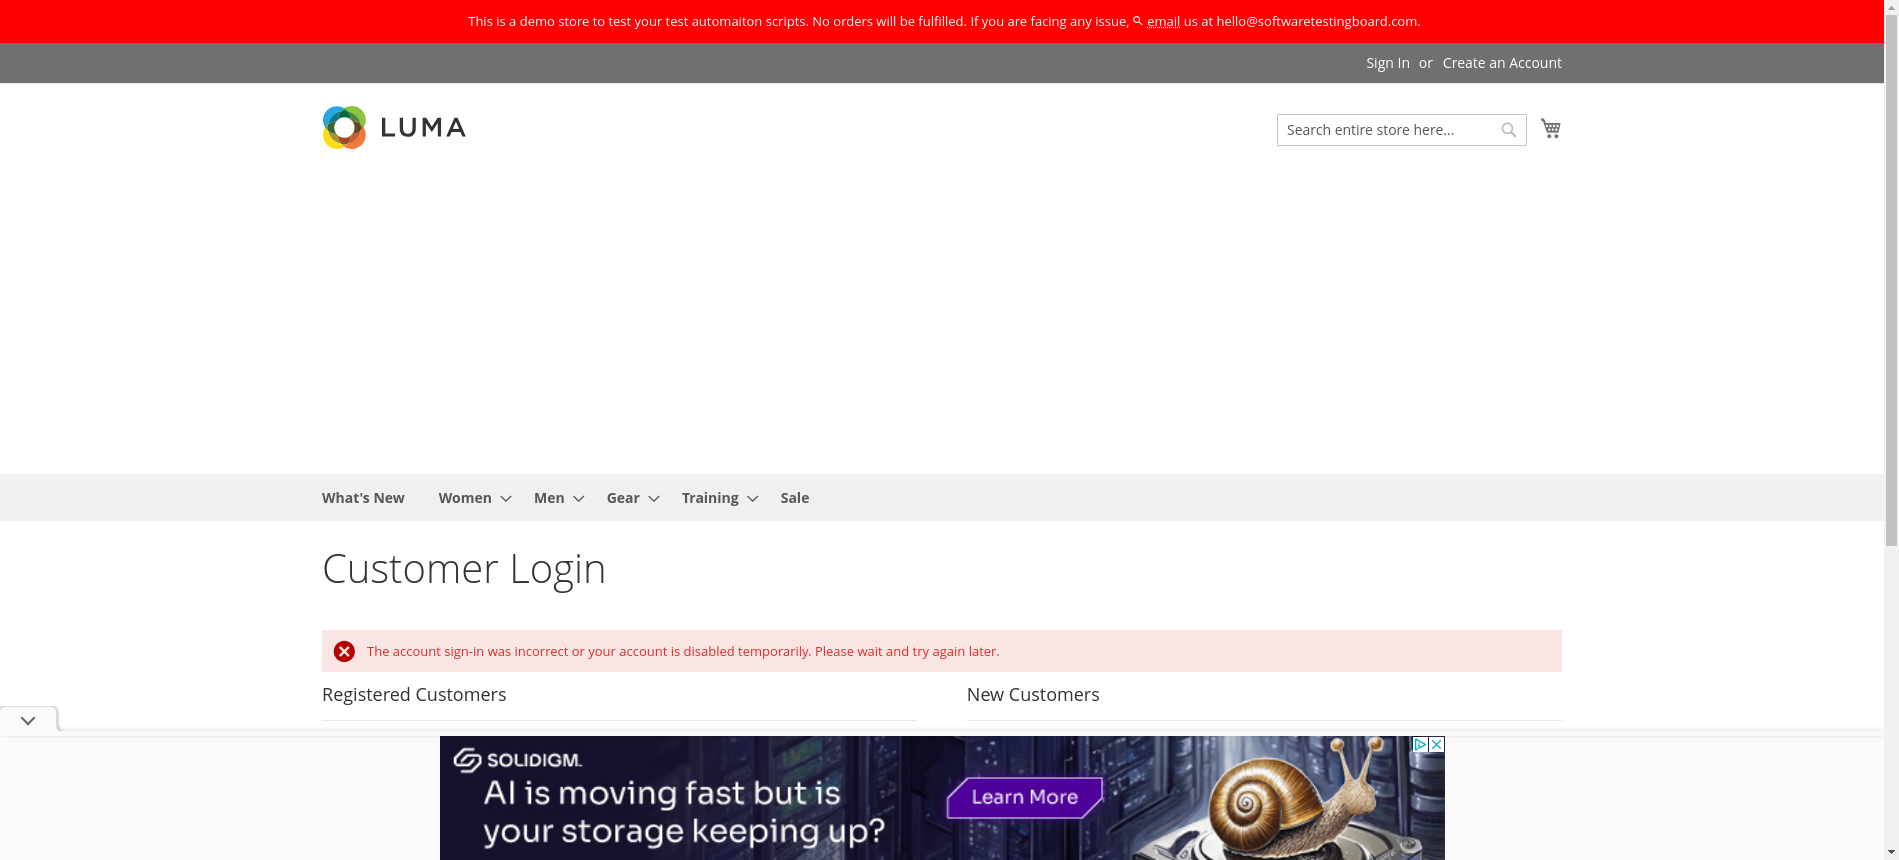 This is a demo store to test your test automaiton scripts. No orders will be fulfilled. If you are facing any issue, email us at hello@softwaretestingboard.com.
Sign In or Create an Account
LUMA
Search entire store here...
What's New Women Men Gear Training Sale
Customer Login
The account sign-in was incorrect or your account is disabled temporarily. Please wait and try again later.
Registered Customers
New Customers
SOLIDIGM.
AI is moving fast but is
your storage keeping up?
Learn More